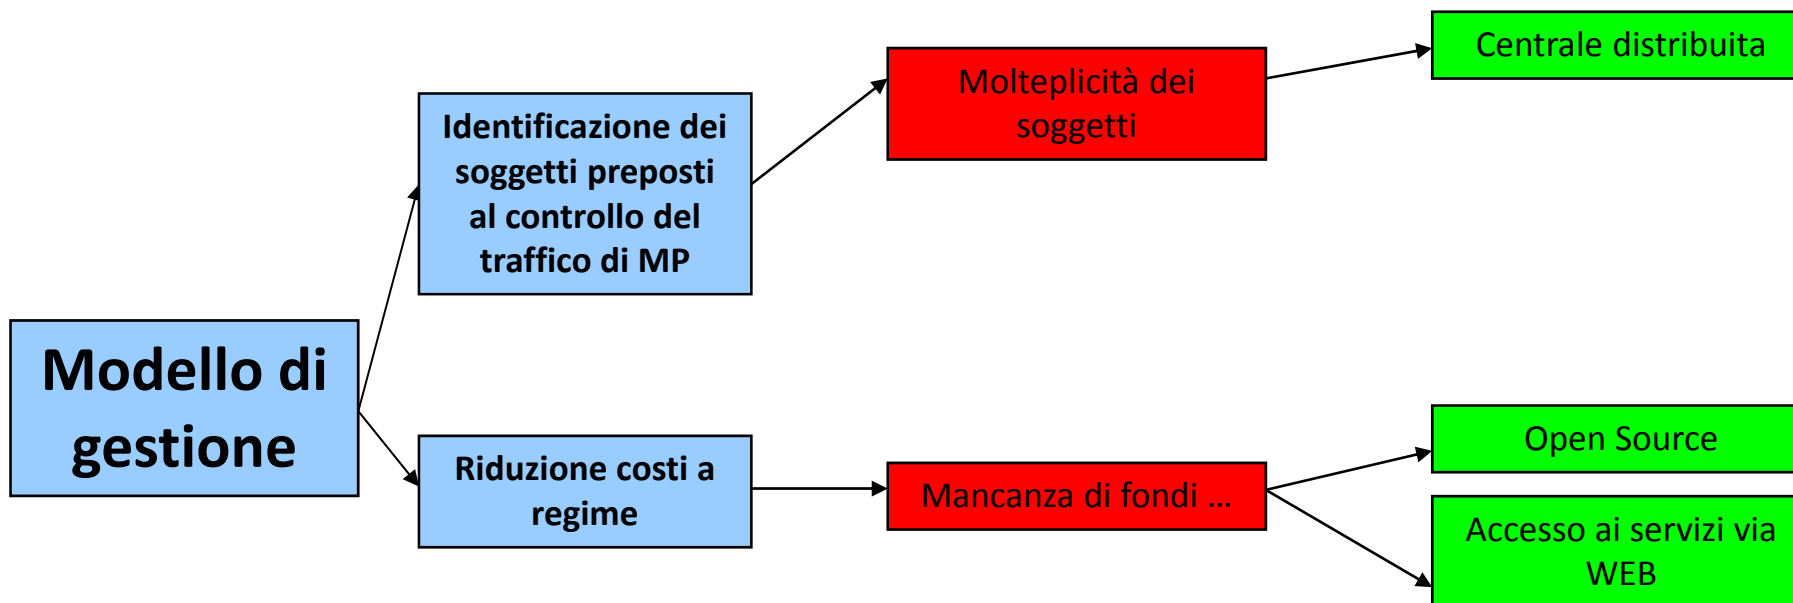 Modello di
gestione
Identificazione dei
soggetti preposti
al controllo del
traffico di MP
Molteplicità dei
soggetti
Centrale distribuita
Riduzione costi a
regime
Mancanza di fondi …
Open Source
Accesso ai servizi via
WEB